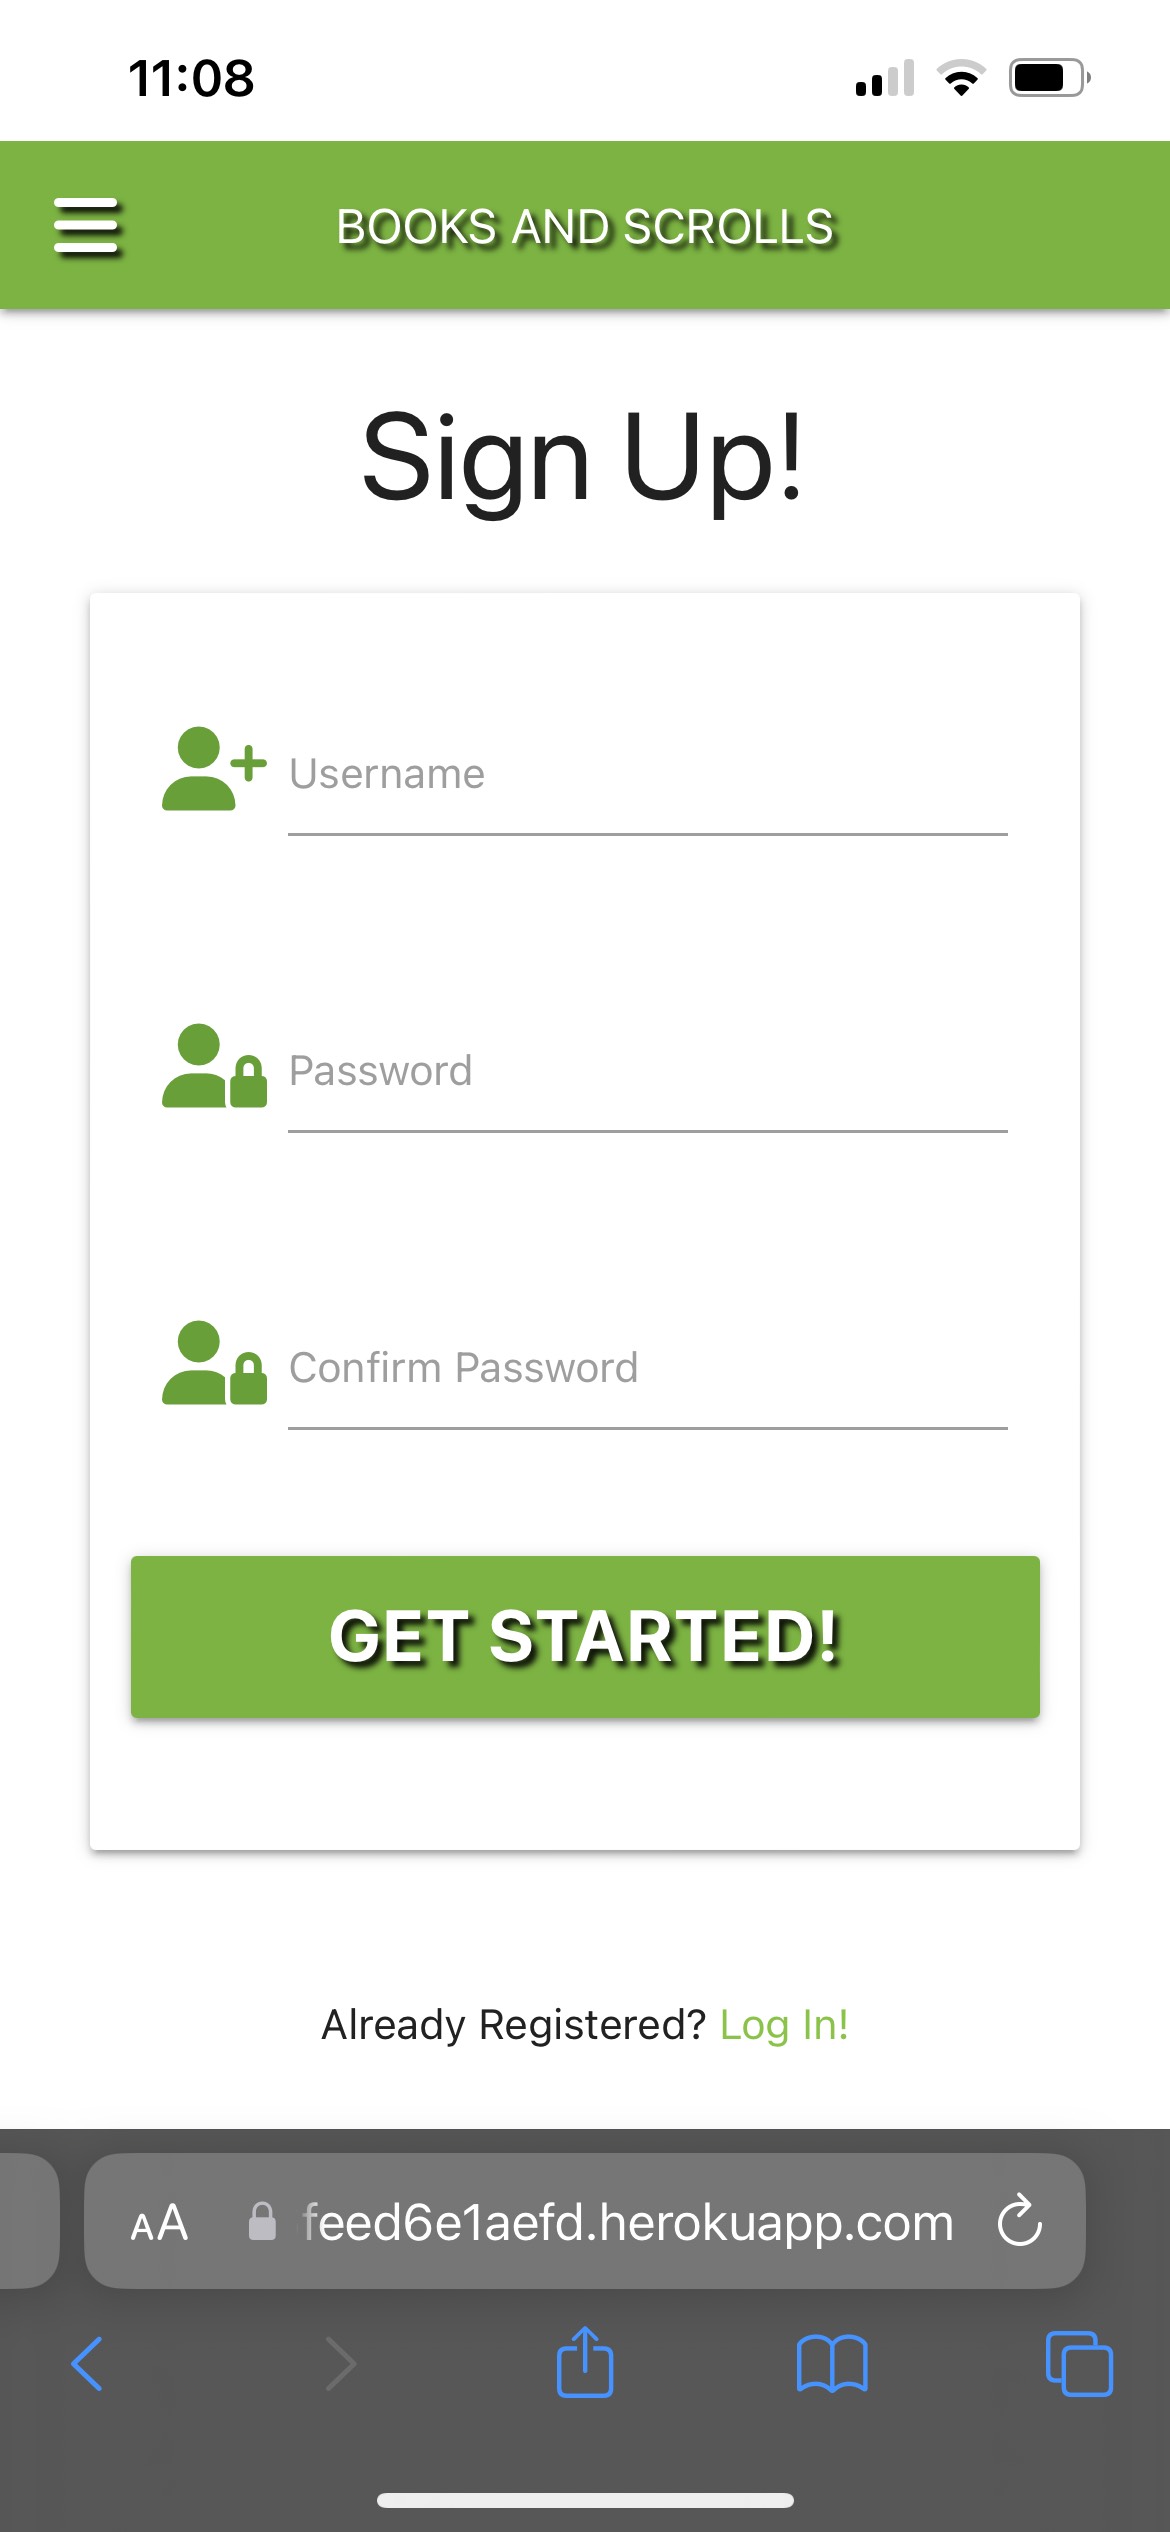 11:08
BOOKS AND SCROLLS
Sign Up!
Username
Password
Confirm Password
GET STARTED!
Already Registered? Log In!
AA feed6e1aefd.herokuapp.com